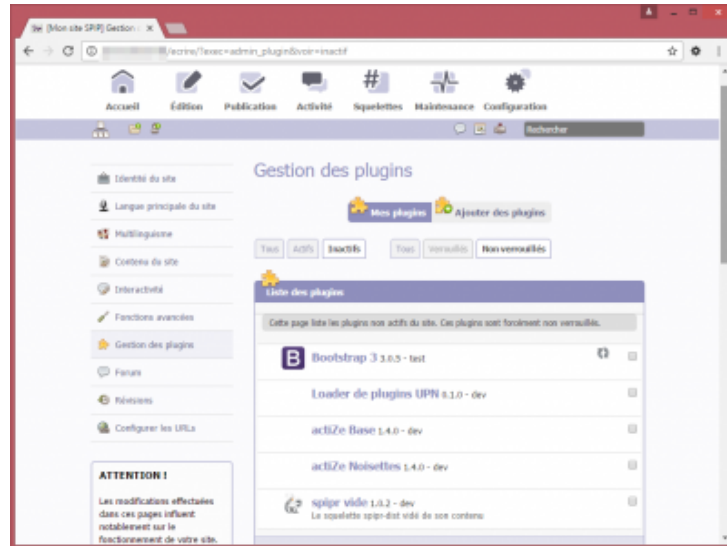 [Mon site SPIP] Gestion
/ecrire/?exec=admin_plugin&voir=inactif
Accueil Édition Publication Activité Squelettes Maintenance Configuration
Rechercher
Identité du site
Langue principale du site
Multilinguisme
Contenu du site
Interactivité
Fonctions avancées
Gestion des plugins
Forum
Révisions
Configurer les URLs
ATTENTION !
Les modifications effectuées
dans ces pages influent
notablement sur le
fonctionnement de votre site.
Gestion des plugins
Mes plugins Ajouter des plugins
Tous Actifs Inactifs Tous Verrouillés Non verrouillés
Liste des plugins
Cette page liste les plugins non actifs du site. Ces plugins sont forcément non verrouillés.
B Bootstrap 3 3.0.5 - test
Loader de plugins UPN 0.1.0 - dev
actiZe Base 1.4.0 - dev
actiZe Noisettes 1.4.0 - dev
spipr vide 1.0.2 - dev
Le squelette spipr-dist vidé de son contenu